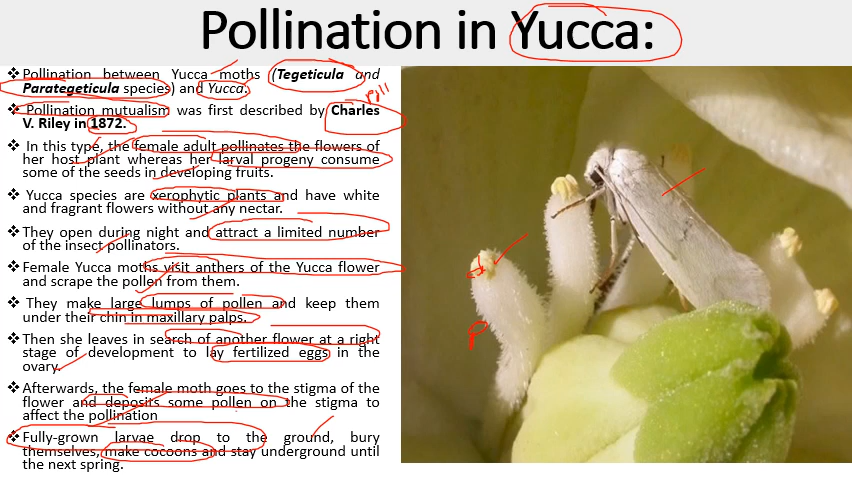 Pollination in Yucca:
❖Pollination between Yucca moths (Tegeticula and
Parategeticula species) and Yucca.
❖ Pollination mutualism was first described by Charles
V. Riley in 1872.
❖ In this type, the female adult pollinates the flowers of
her host plant whereas her larval progeny consume
some of the seeds in developing fruits.
❖ Yucca species are xerophytic plants and have white
and fragrant flowers without any nectar.
❖They open during night and attract a limited number
of the insect pollinators.
❖Female Yucca moths visit anthers of the Yucca flower
and scrape the pollen from them.
❖ They make large lumps of pollen and keep them
under their chin in maxillary palps.
❖Then she leaves in search of another flower at a right
stage of development to lay fertilized eggs in the
ovary.
❖Afterwards, the female moth goes to the stigma of the
flower and deposits some pollen on the stigma to
affect the pollination
❖Fully-grown larvae drop to the ground, bury
themselves, make cocoons and stay underground until
the next spring.